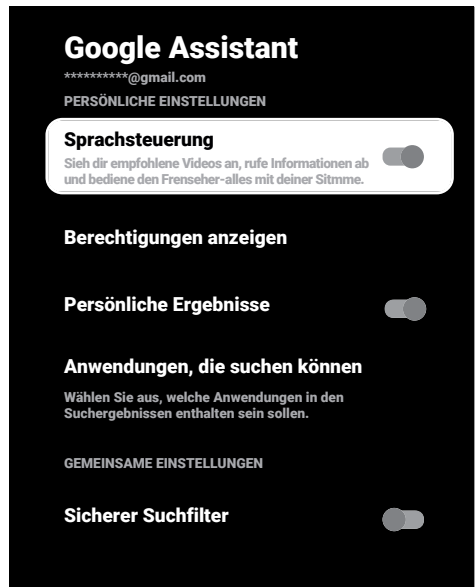 Google Assistant
**********@gmail.com
PERSÖNLICHE EINSTELLUNGEN
Sprachsteuerung
Sieh dir empfohlene Videos an, rufe Informationen ab
und bediene den Frenseher-alles mit deiner Sitmme.
Berechtigungen anzeigen
Persönliche Ergebnisse
Anwendungen, die suchen können
Wählen Sie aus, welche Anwendungen in den
Suchergebnissen enthalten sein sollen.
GEMEINSAME EINSTELLUNGEN
Sicherer Suchfilter